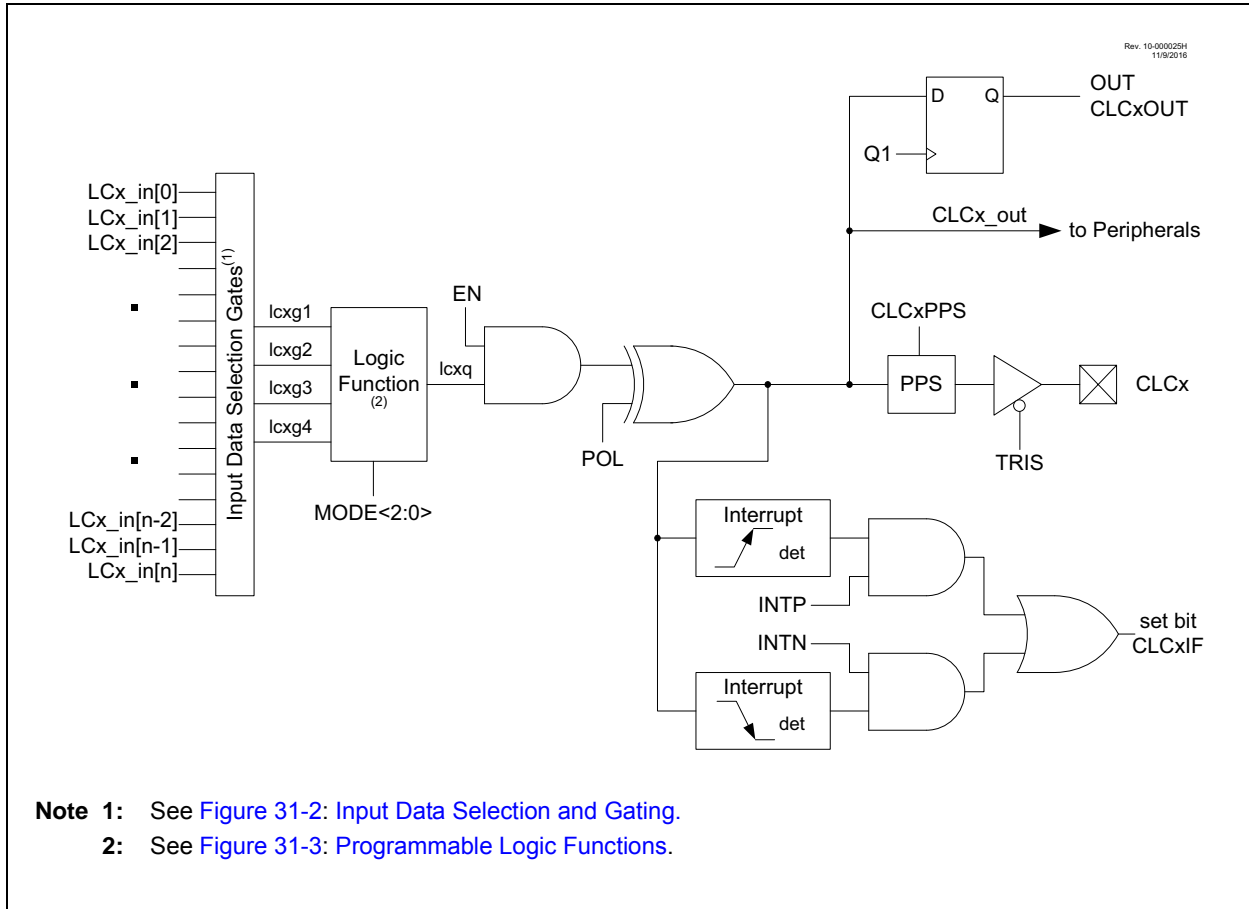 Rev. 10-000025H
11/9/2016
OUT
CLCxOUT
D
Q
Q1
CLCx_out
to Peripherals
LCx_in[0]
LCx_in[1]
LCx_in[2]
LCx_in[n-2]
LCx_in[n-1]
LCx_in[n]
Input Data Selection Gates(1)
lcxg1
lcxg2
lcxg3
lcxg4
Logic
Function
(2)
MODE<2:0>
lcxq
EN
POL
CLCxPPS
PPS
TRIS
CLCx
Interrupt
det
INTP
INTN
Interrupt
det
set bit
CLCxIF
Note 1: See Figure 31-2: Input Data Selection and Gating.
2: See Figure 31-3: Programmable Logic Functions.